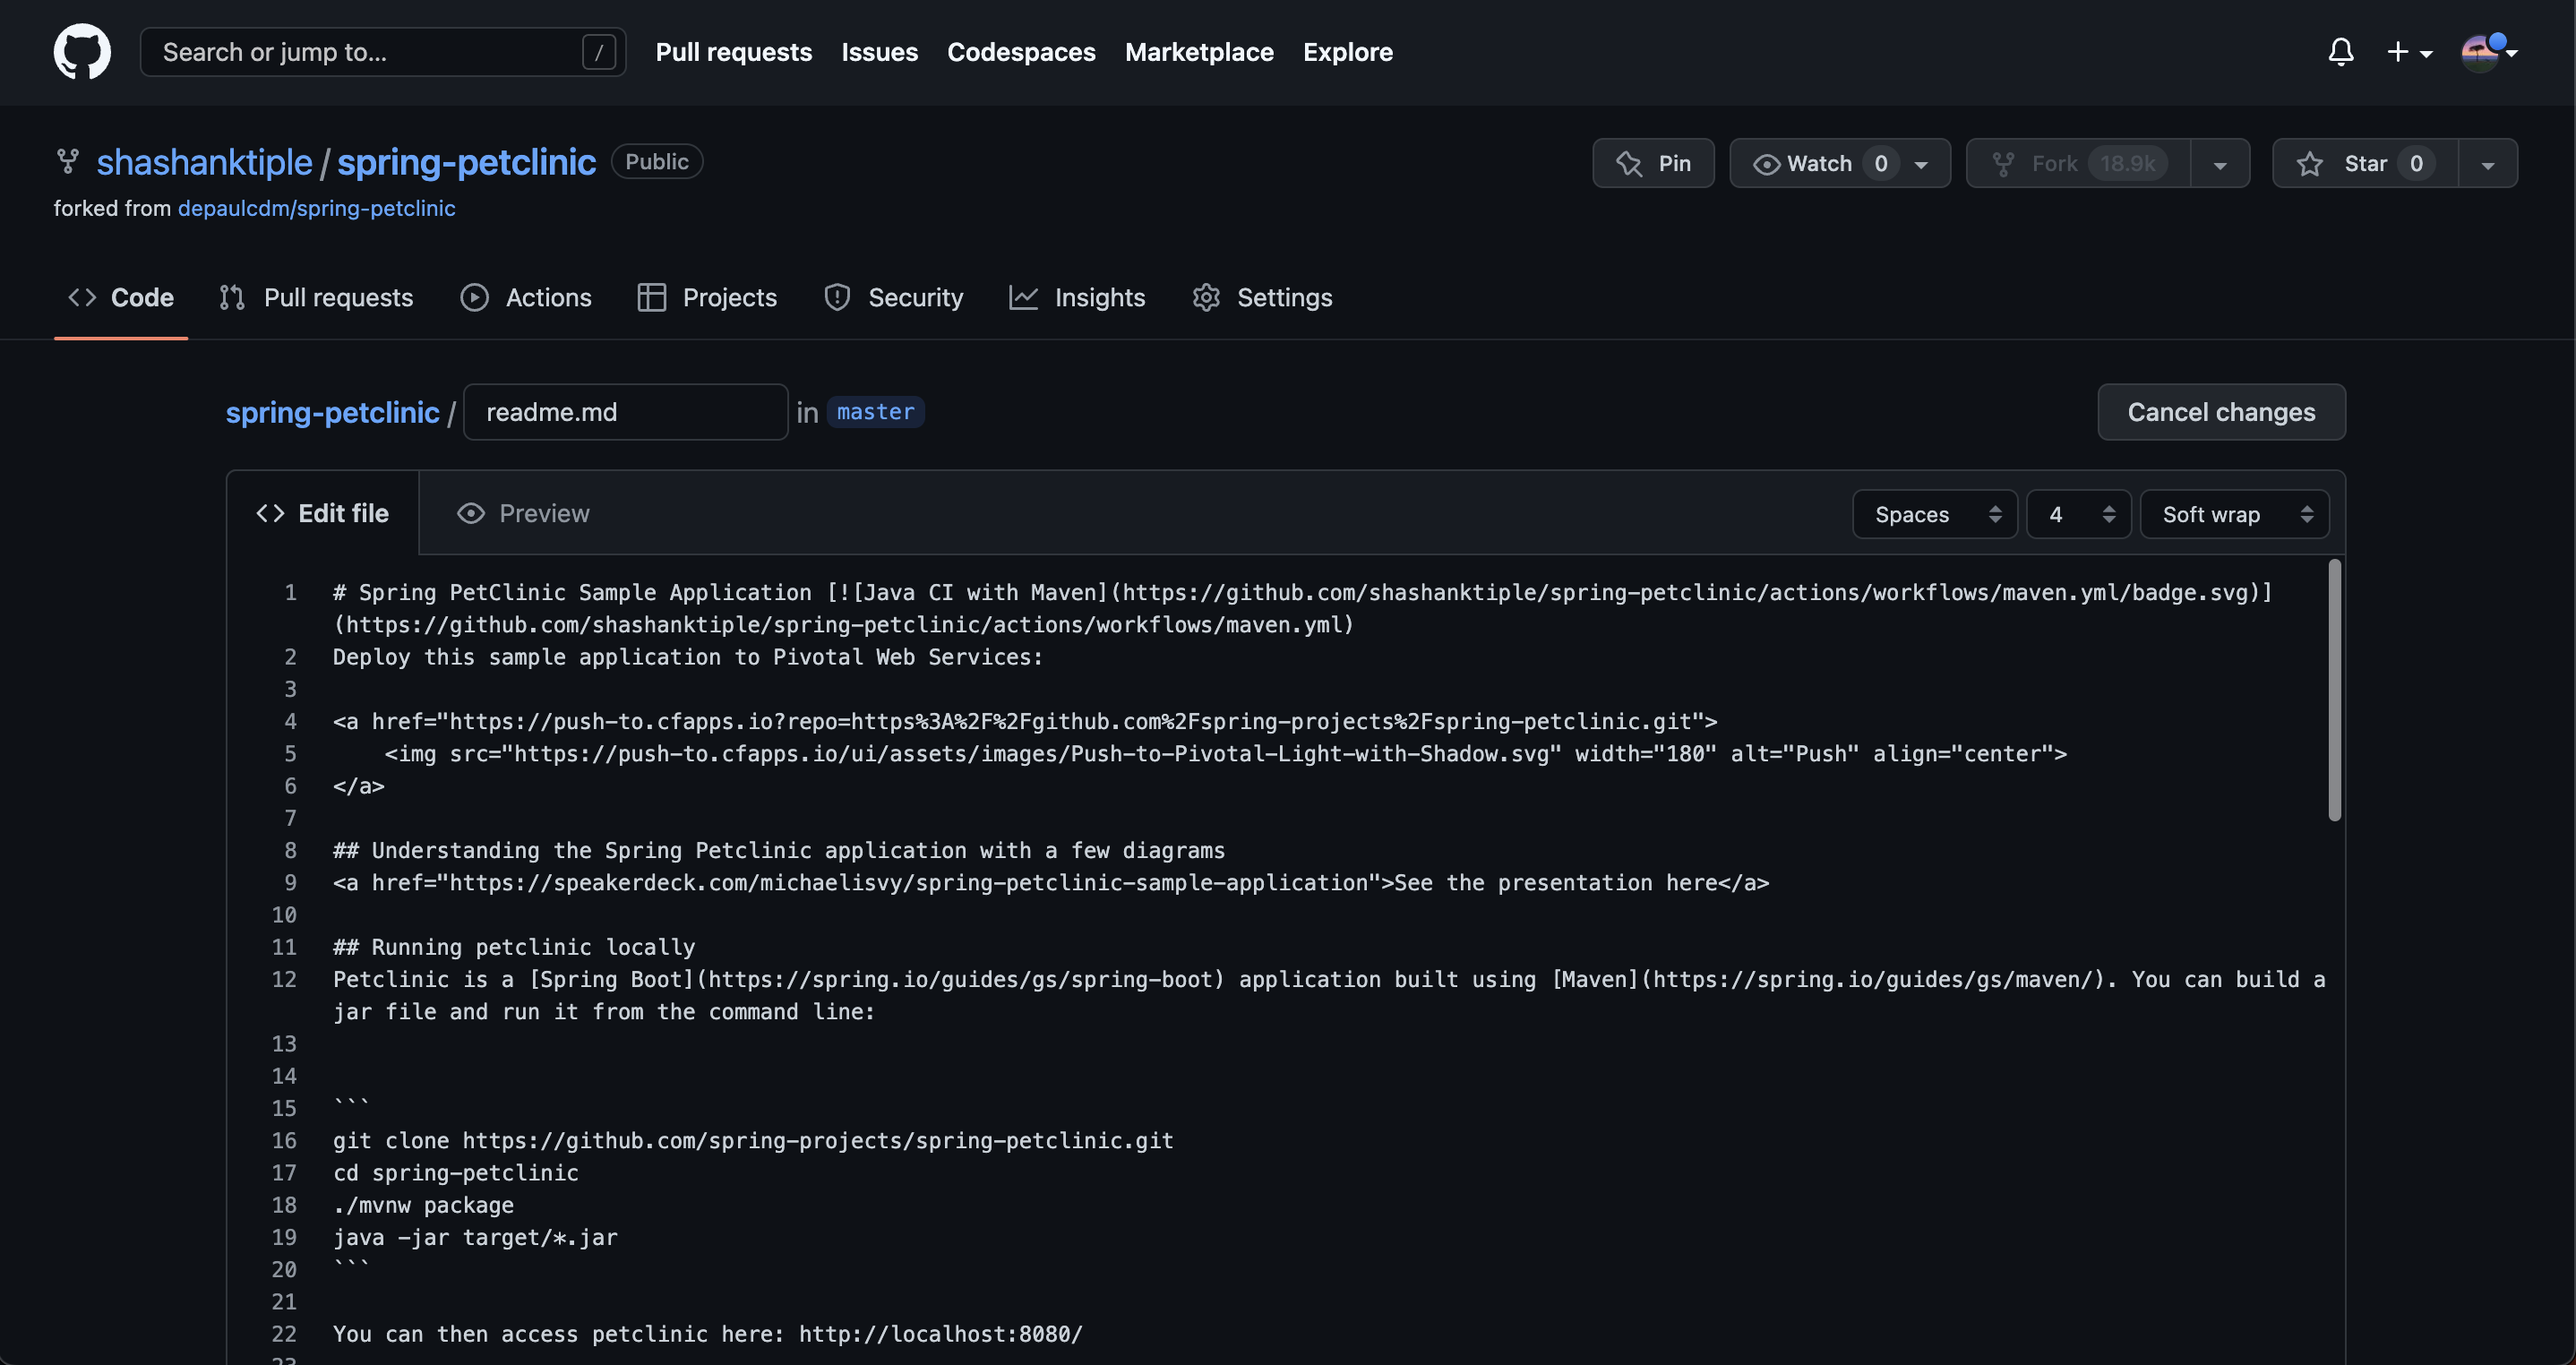 Search or jump to... / Pull requests Issues Codespaces Marketplace Explore
shashanktiple / spring-petclinic Public Pin Watch 0 Fork 18.9k Star 0
forked from depaulcdm/spring-petclinic
Code Pull requests Actions Projects Security Insights Settings
spring-petclinic / readme.md in master Cancel changes
Edit file Preview Spaces 4 Soft wrap
1 # Spring PetClinic Sample Application [![Java CI with Maven](https://github.com/shashanktiple/spring-petclinic/actions/workflows/maven.yml/badge.svg)]
(https://github.com/shashanktiple/spring-petclinic/actions/workflows/maven.yml)
2 Deploy this sample application to Pivotal Web Services:
3
4 <a href="https://push-to.cfapps.io?repo=https%3A%2F%2Fgithub.com%2Fspring-projects%2Fspring-petclinic.git">
5     <img src="https://push-to.cfapps.io/ui/assets/images/Push-to-Pivotal-Light-with-Shadow.svg" width="180" alt="Push" align="center">
6 </a>
7
8 ## Understanding the Spring Petclinic application with a few diagrams
9 <a href="https://speakerdeck.com/michaelisvy/spring-petclinic-sample-application">See the presentation here</a>
10
11 ## Running petclinic locally
12 Petclinic is a [Spring Boot](https://spring.io/guides/gs/spring-boot) application built using [Maven](https://spring.io/guides/gs/maven/). You can build a
jar file and run it from the command line:
13
14
15 ```
16 git clone https://github.com/spring-projects/spring-petclinic.git
17 cd spring-petclinic
18 ./mvnw package
19 java -jar target/*.jar
20 ```
21
22 You can then access petclinic here: http://localhost:8080/
23